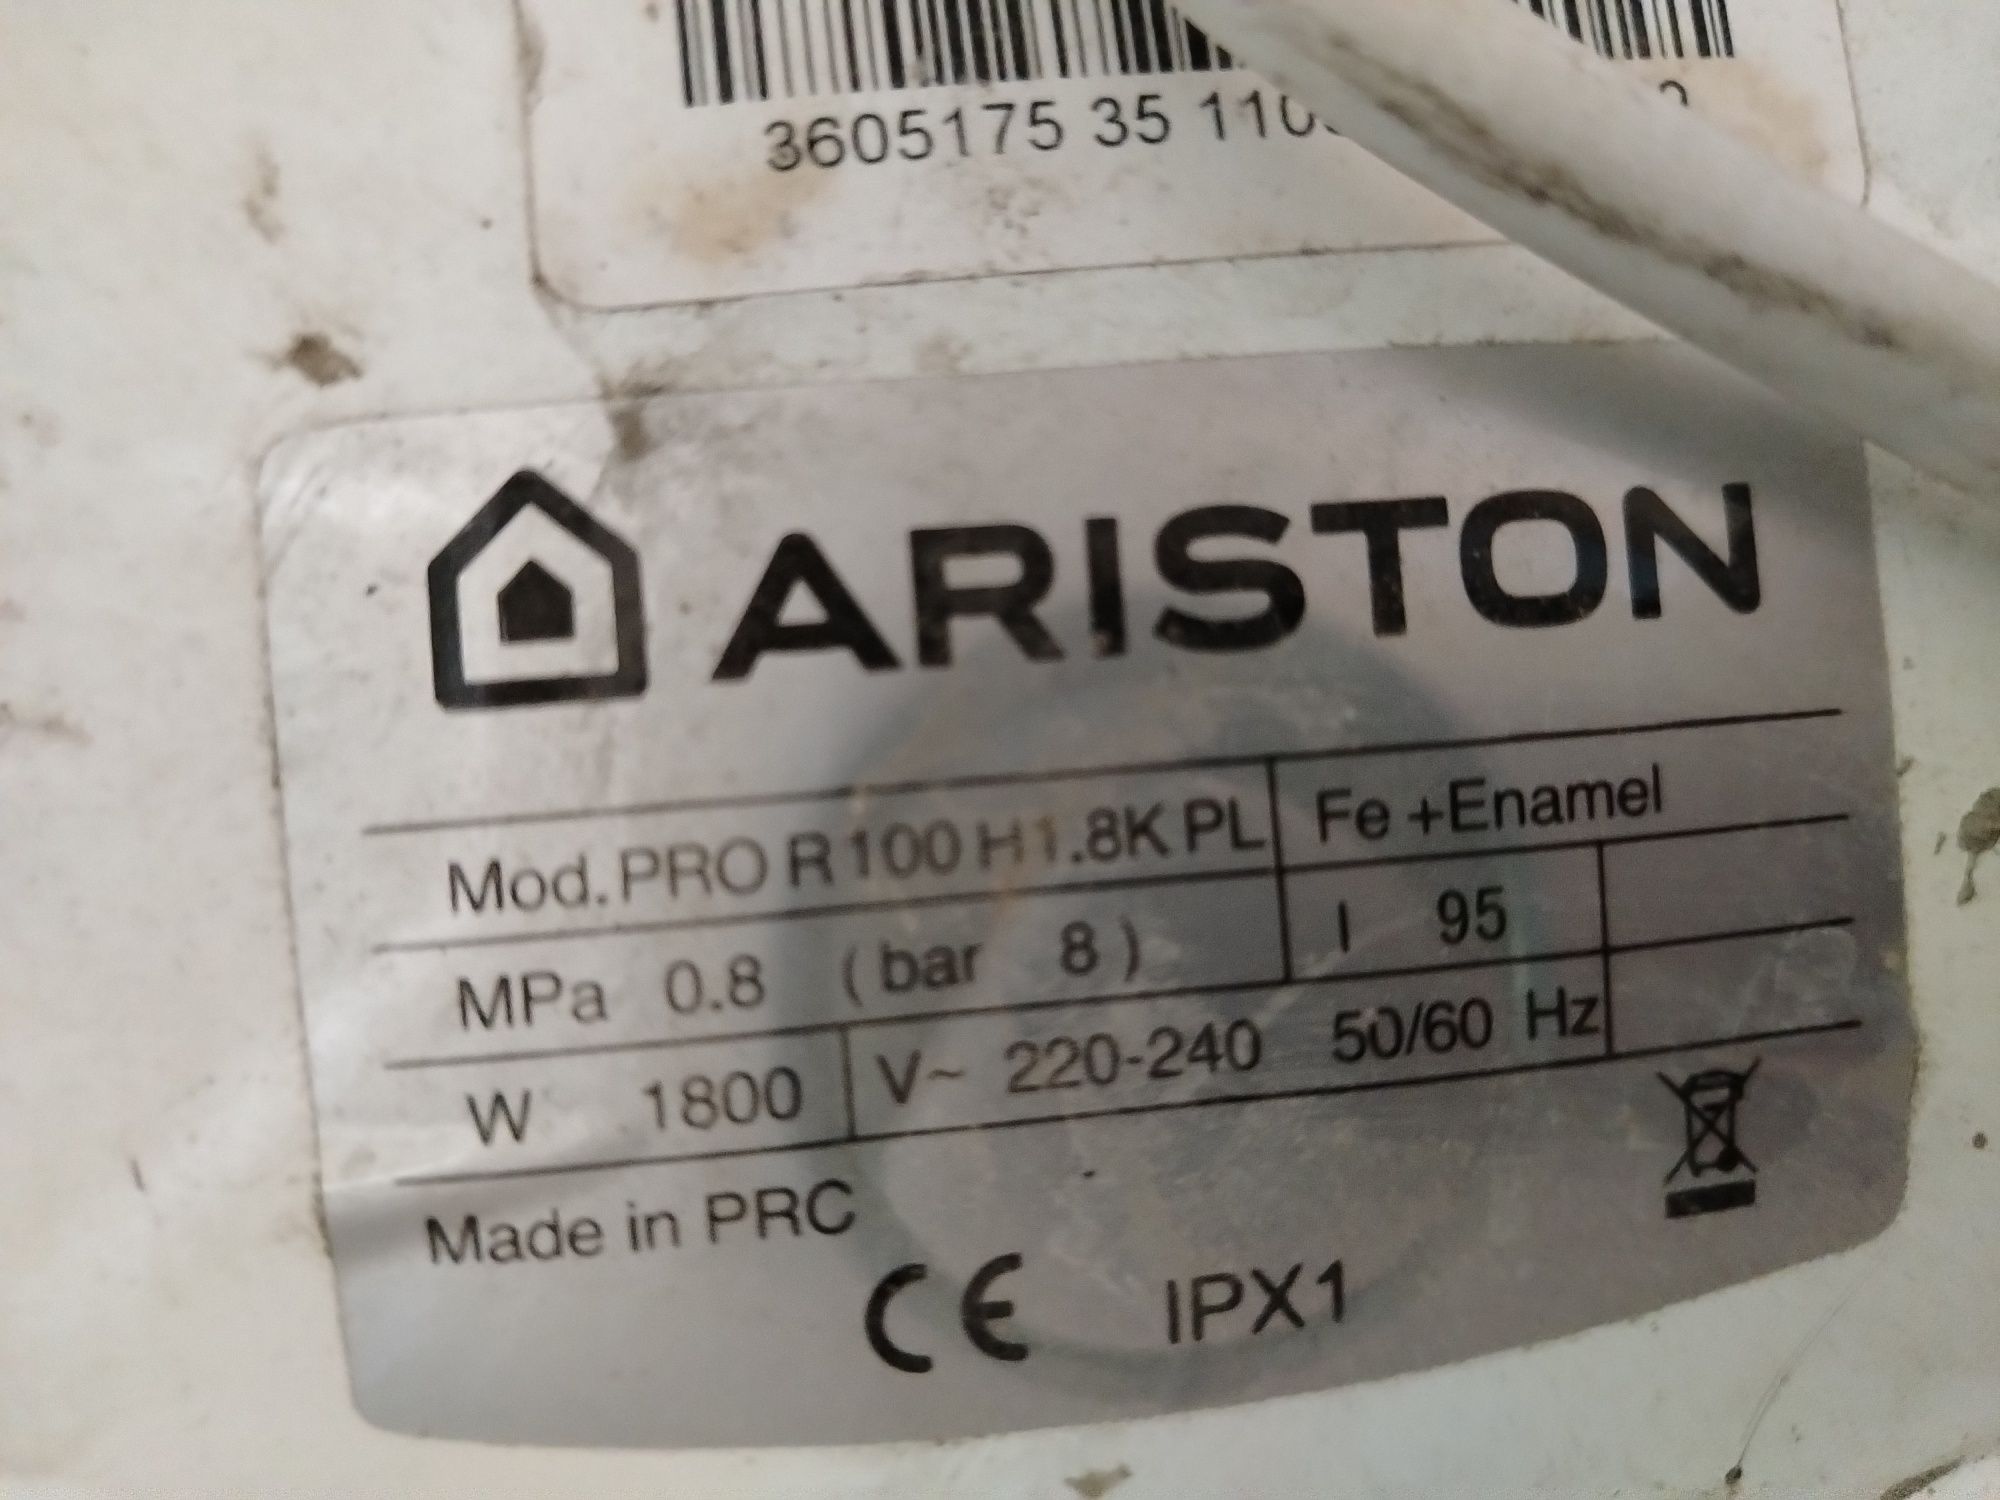 3605175 35 110
ARISTON
Mod. PRO R 100 H 1.8K PL Fe +Enamel
MPa 0.8 ( bar 8 ) l 95
W 1800 V~ 220-240 50/60 Hz
Made in PRC
CE IPX1